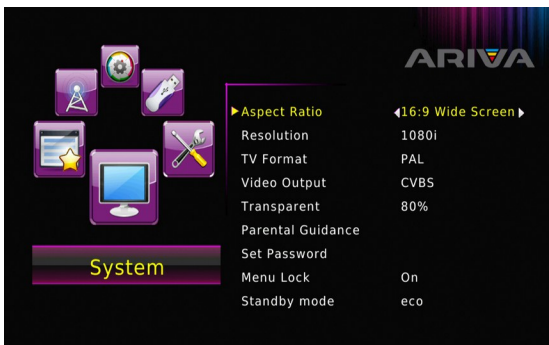 ARIVA
Aspect Ratio 16:9 Wide Screen
Resolution 1080i
TV Format PAL
Video Output CVBS
Transparent 80%
Parental Guidance
Set Password
Menu Lock On
Standby mode eco
System